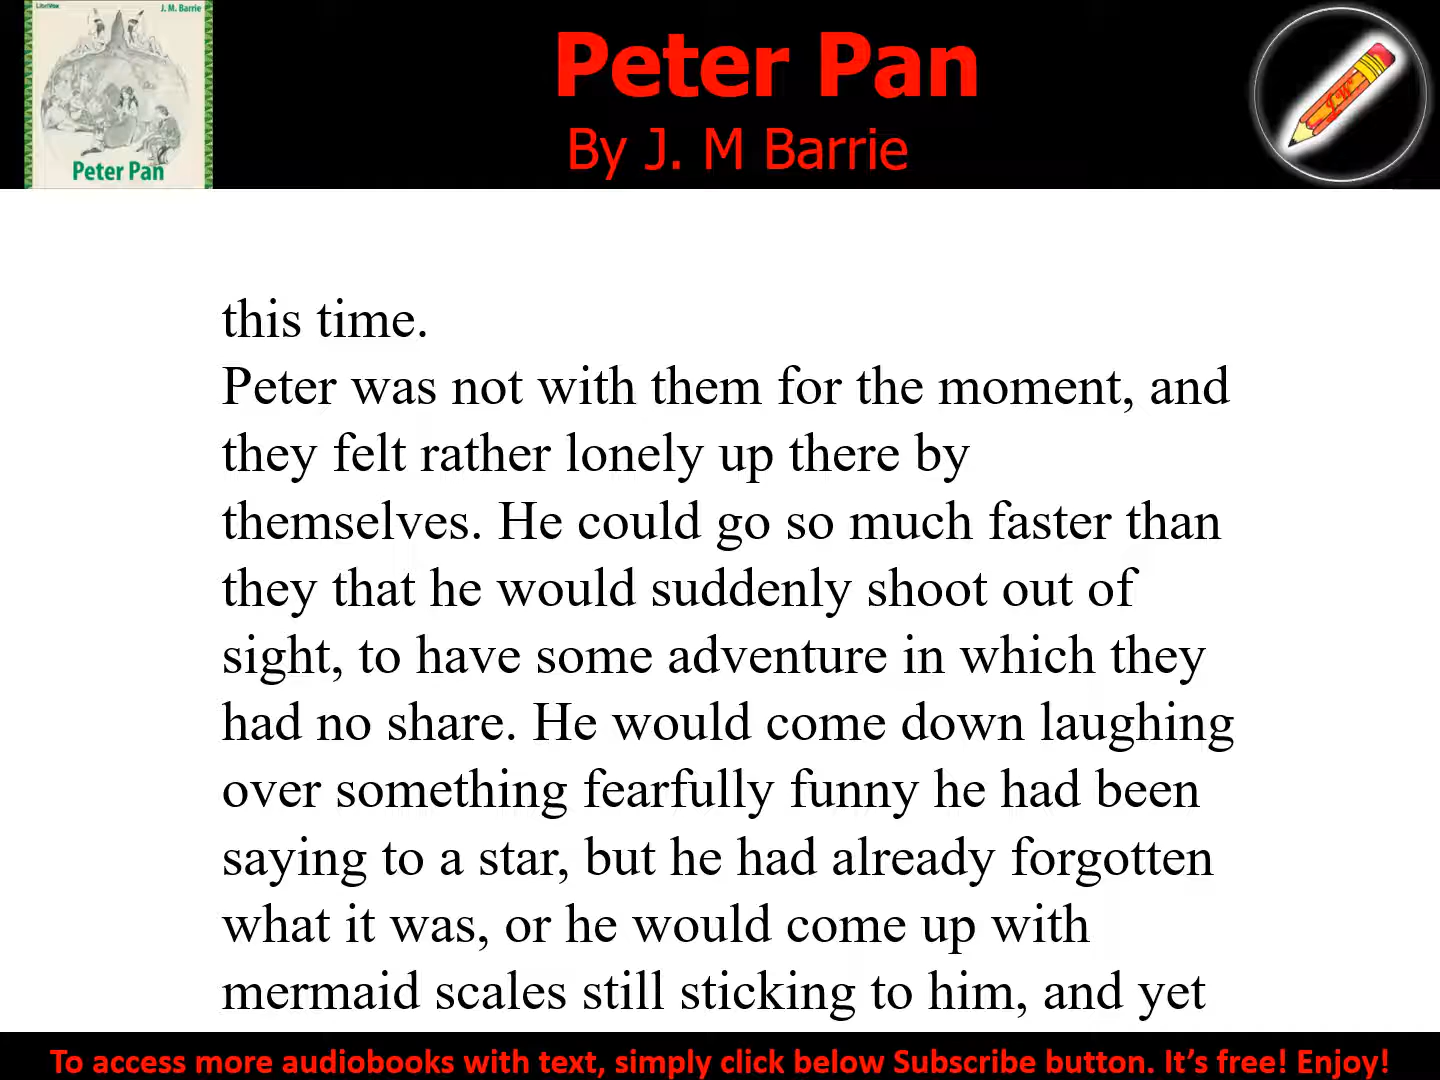 LibriVox
J. M. Barrie
Peter Pan
Peter Pan
By J. M Barrie
J.W
this time.
Peter was not with them for the moment, and
they felt rather lonely up there by
themselves. He could go so much faster than
they that he would suddenly shoot out of
sight, to have some adventure in which they
had no share. He would come down laughing
over something fearfully funny he had been
saying to a star, but he had already forgotten
what it was, or he would come up with
mermaid scales still sticking to him, and yet
To access more audiobooks with text, simply click below Subscribe button. It’s free! Enjoy!